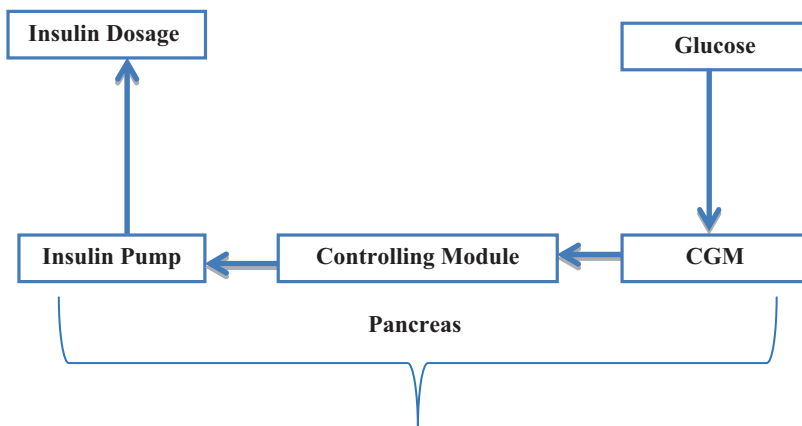 Insulin Dosage
Glucose
Insulin Pump
Controlling Module
CGM
Pancreas